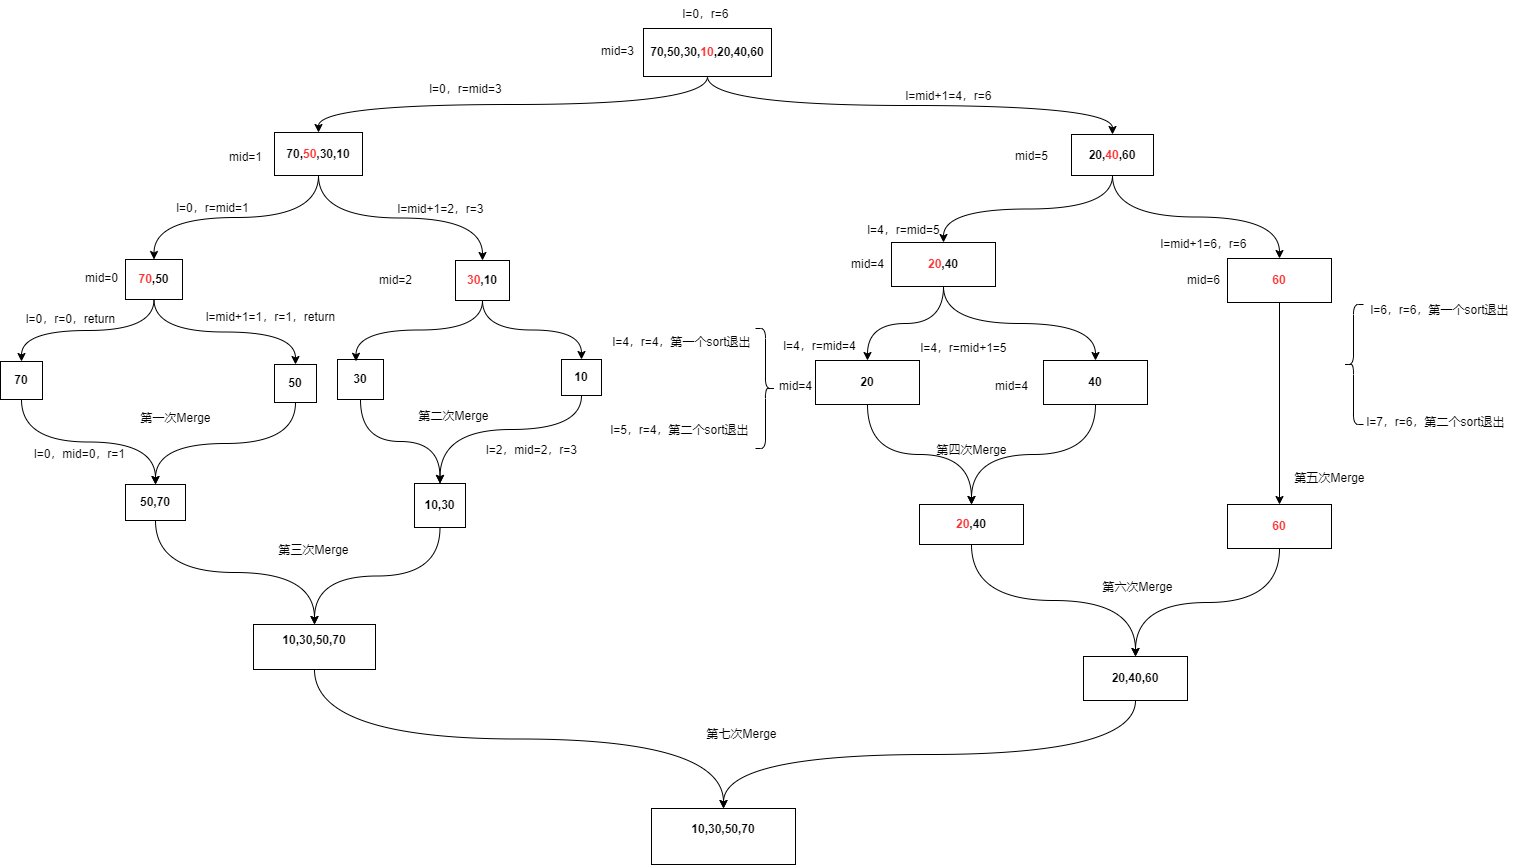 l=0，r=6
mid=3
70,50,30,10,20,40,60
l=0，r=mid=3
l=mid+1=4，r=6
mid=1
70,50,30,10
mid=5
20,40,60
l=0，r=mid=1
l=mid+1=2，r=3
l=4，r=mid=5
l=mid+1=6，r=6
mid=0
70,50
mid=2
30,10
mid=4
20,40
mid=6
60
l=0，r=0，return
l=mid+1=1，r=1，return
l=4，r=4，第一个sort退出
l=4，r=mid=4
l=4，r=mid+1=5
l=6，r=6，第一个sort退出
70
50
30
10
mid=4
20
mid=4
40
第一次Merge
第二次Merge
l=5，r=4，第二个sort退出
l=7，r=6，第二个sort退出
l=0，mid=0，r=1
l=2，mid=2，r=3
第四次Merge
第五次Merge
50,70
10,30
20,40
60
第三次Merge
第六次Merge
10,30,50,70
20,40,60
第七次Merge
10,30,50,70